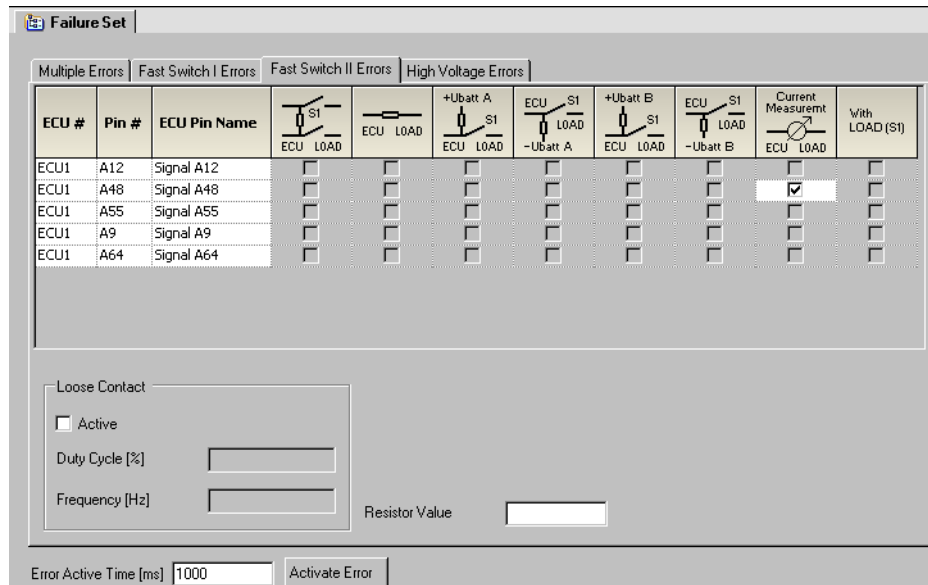 Failure Set
Multiple Errors Fast Switch I Errors Fast Switch II Errors High Voltage Errors
ECU # Pin # ECU Pin Name
S1 ECU LOAD
ECU LOAD
+Ubatt A S1 ECU LOAD
ECU S1 LOAD -Ubatt A
+Ubatt B S1 ECU LOAD
ECU S1 LOAD -Ubatt B
Current Measuremt ECU LOAD
With LOAD (S1)
ECU1 A12 Signal A12
ECU1 A48 Signal A48
ECU1 A55 Signal A55
ECU1 A9 Signal A9
ECU1 A64 Signal A64
Loose Contact
Active
Duty Cycle [%]
Frequency [Hz]
Resistor Value
Error Active Time [ms] 1000 Activate Error